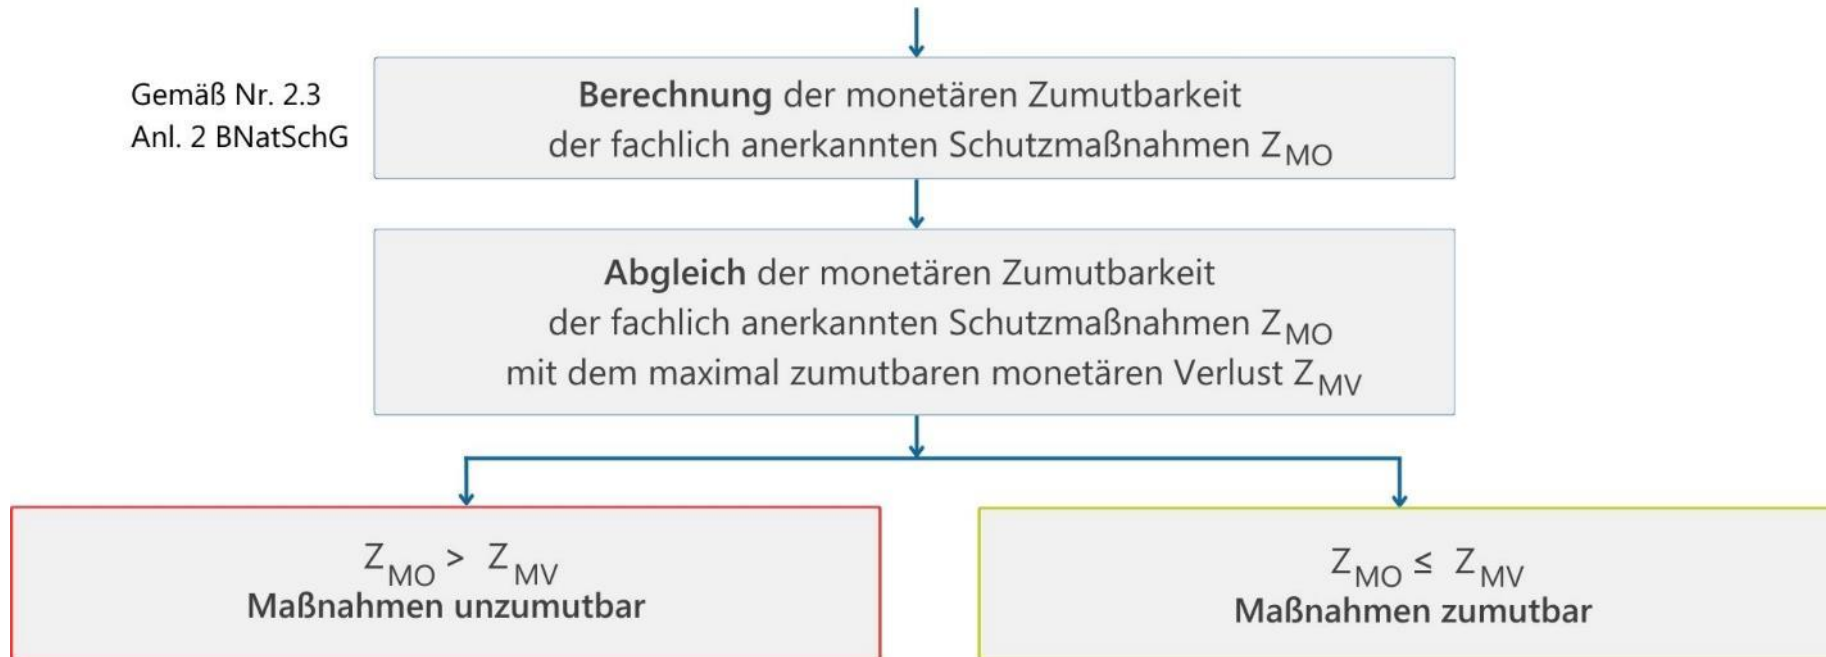 Gemäß Nr. 2.3
Anl. 2 BNatSchG
Berechnung der monetären Zumutbarkeit
der fachlich anerkannten Schutzmaßnahmen Z_MO
Abgleich der monetären Zumutbarkeit
der fachlich anerkannten Schutzmaßnahmen Z_MO
mit dem maximal zumutbaren monetären Verlust Z_MV
Z_MO > Z_MV
Maßnahmen unzumutbar
Z_MO ≤ Z_MV
Maßnahmen zumutbar